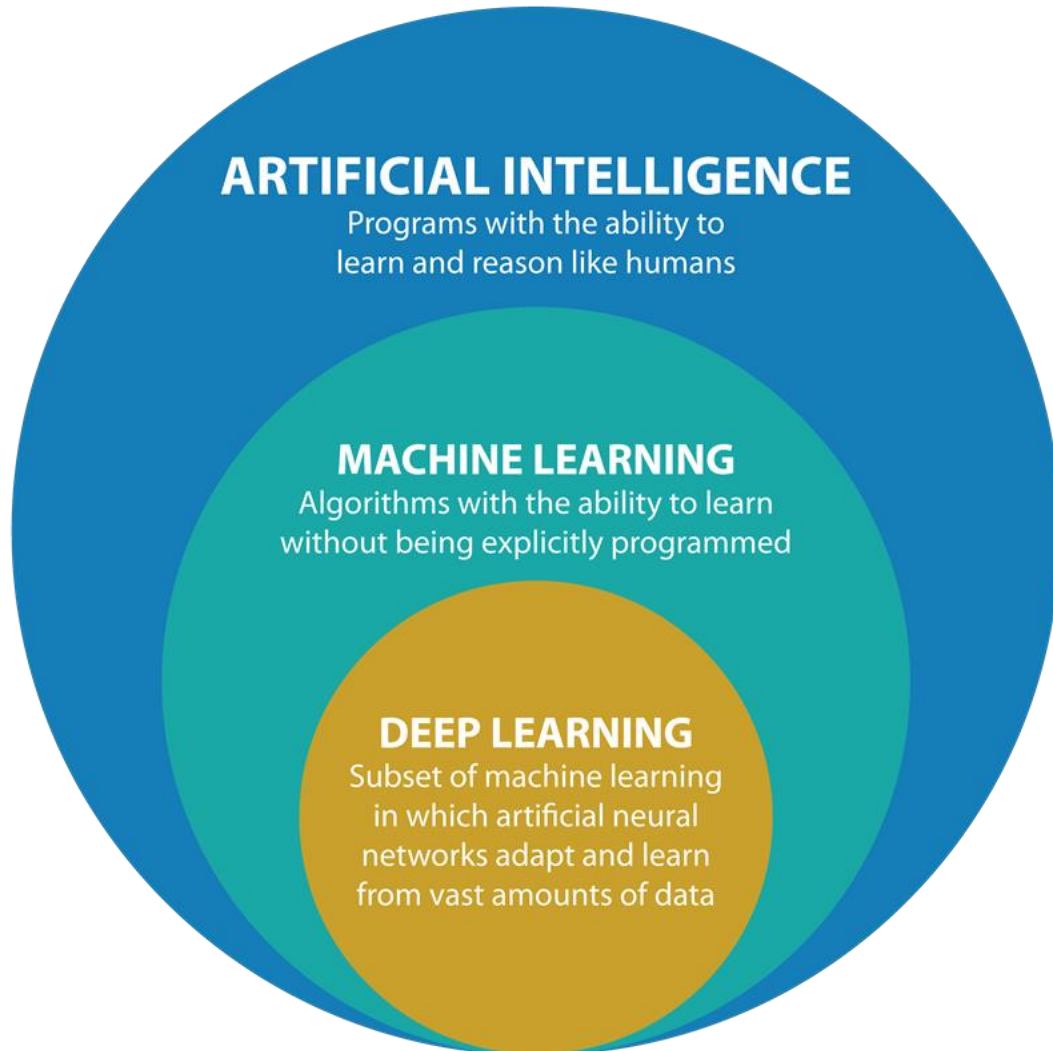 ARTIFICIAL INTELLIGENCE
Programs with the ability to
learn and reason like humans
MACHINE LEARNING
Algorithms with the ability to learn
without being explicitly programmed
DEEP LEARNING
Subset of machine learning
in which artificial neural
networks adapt and learn
from vast amounts of data